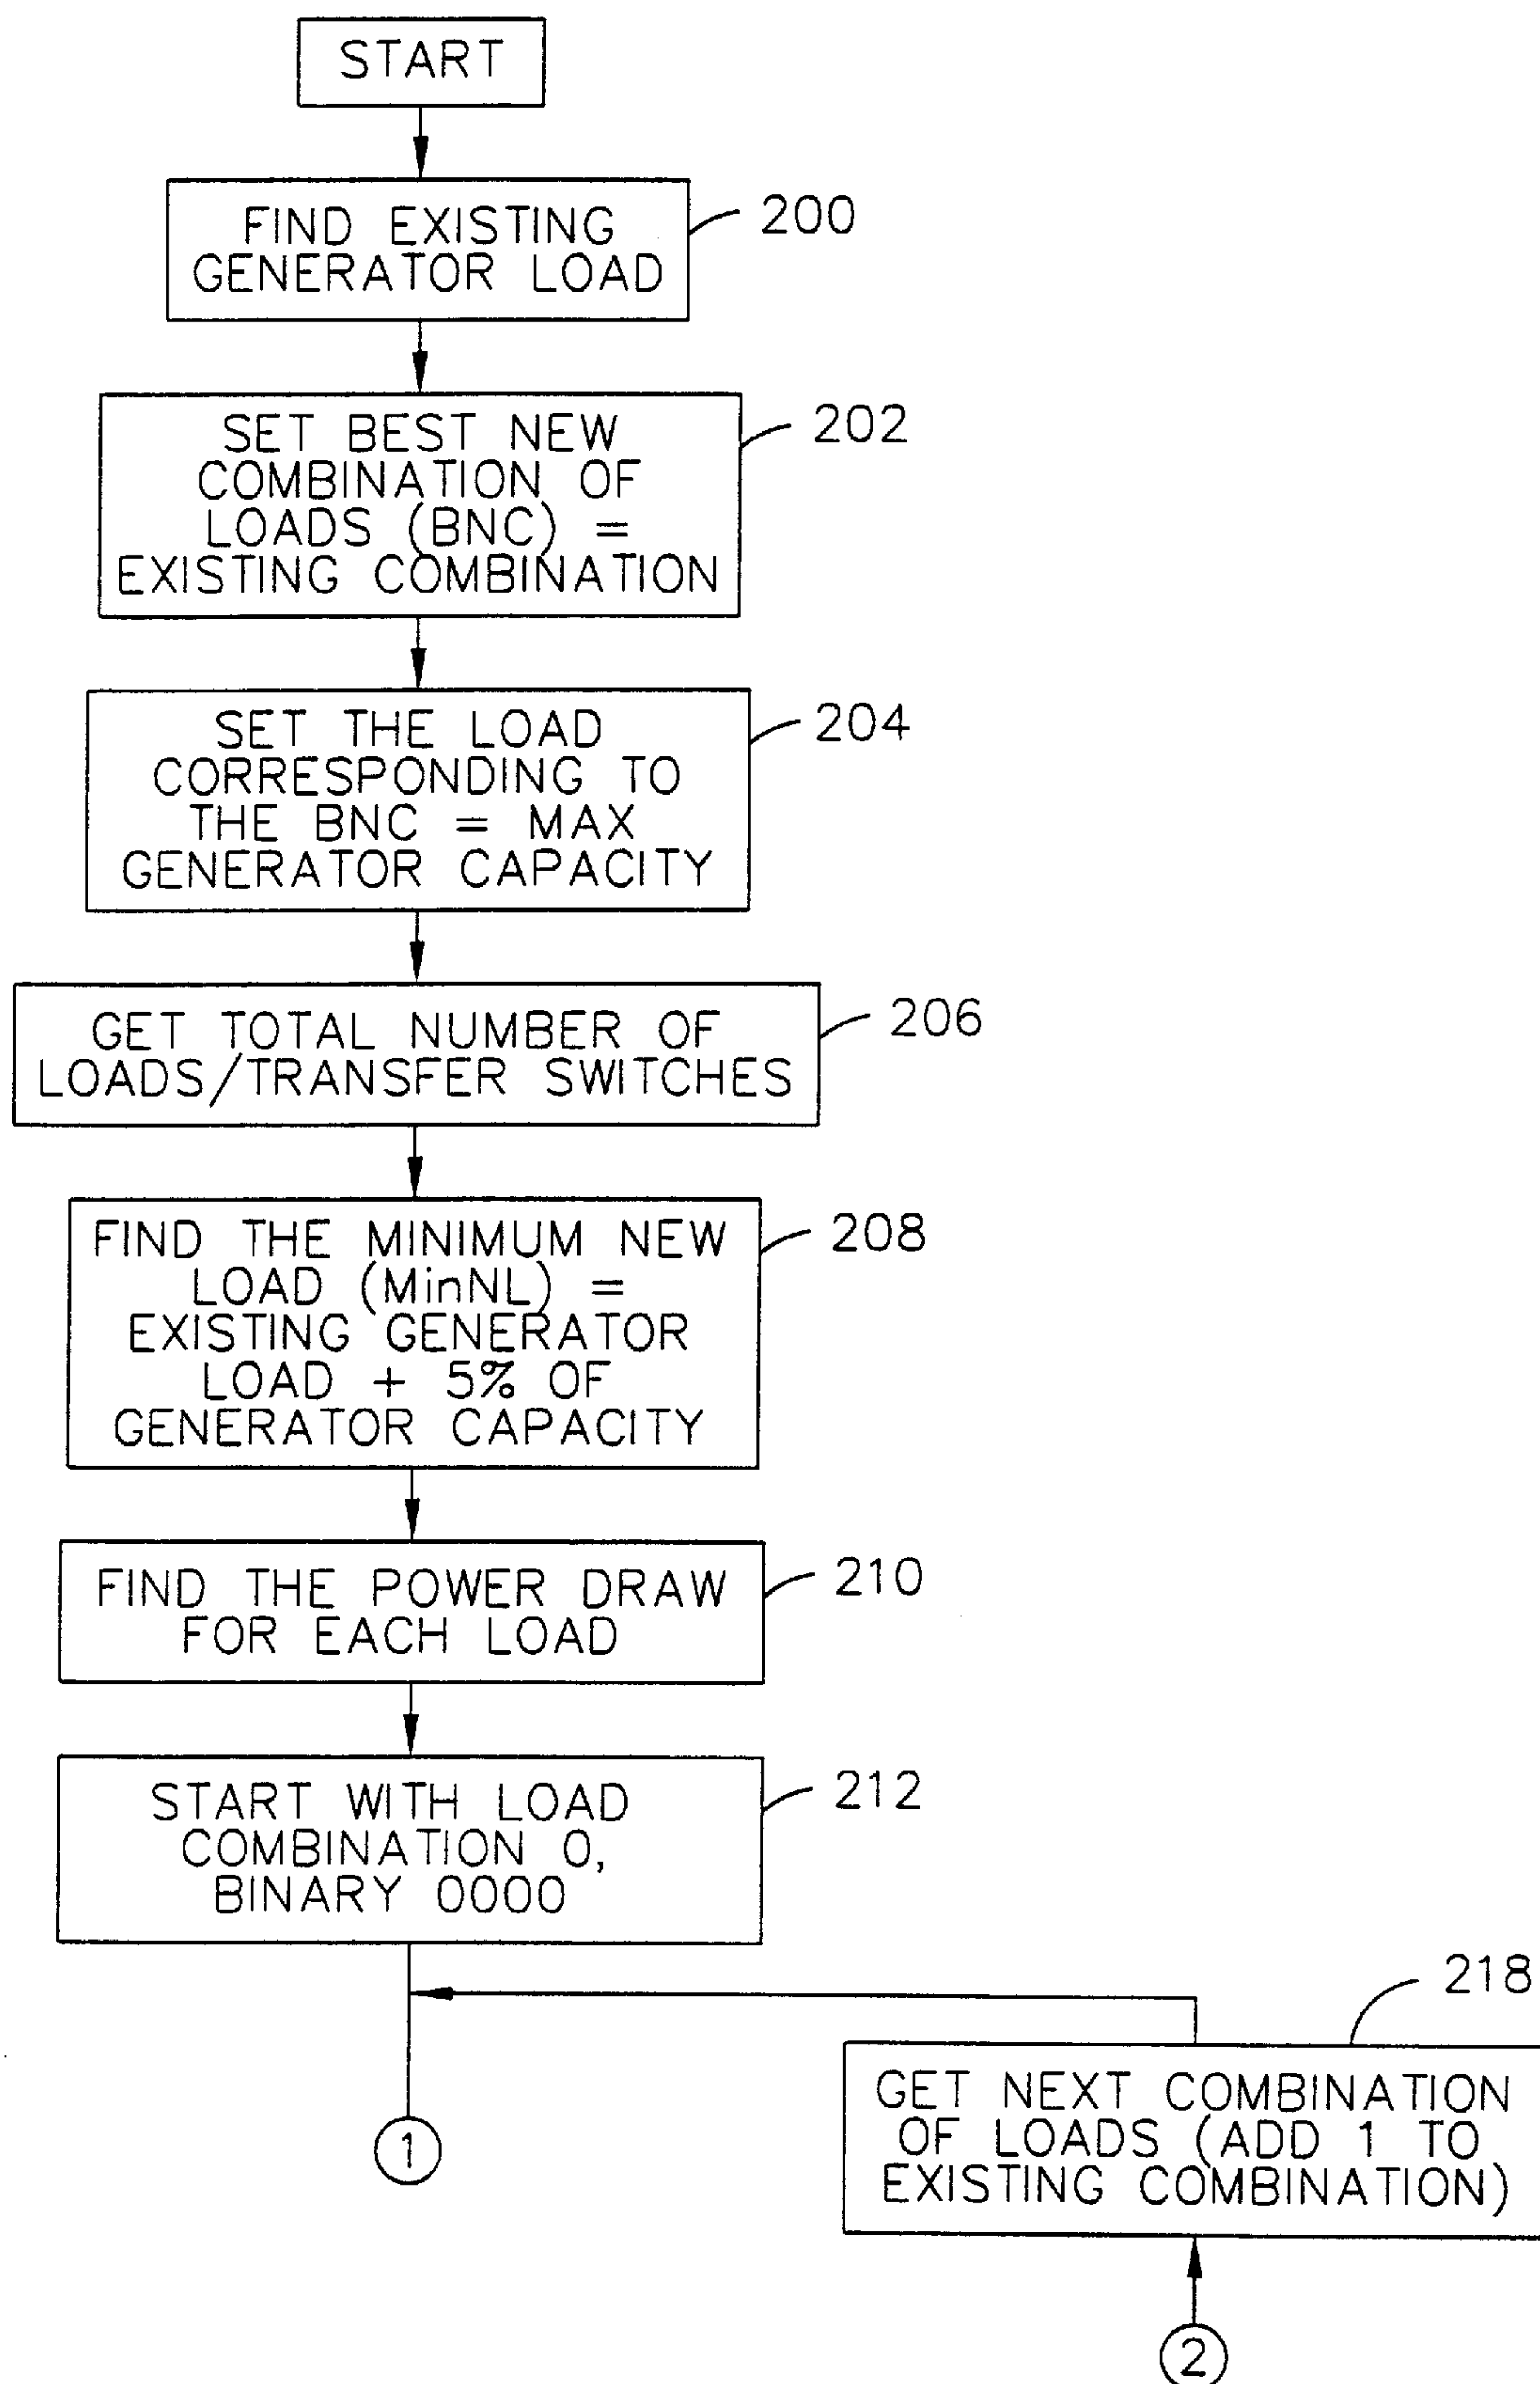 START
FIND EXISTING
GENERATOR LOAD
200
SET BEST NEW
COMBINATION OF
LOADS (BNC) =
EXISTING COMBINATION
202
SET THE LOAD
CORRESPONDING TO
THE BNC = MAX
GENERATOR CAPACITY
204
GET TOTAL NUMBER OF
LOADS/TRANSFER SWITCHES
206
FIND THE MINIMUM NEW
LOAD (MinNL) =
EXISTING GENERATOR
LOAD + 5% OF
GENERATOR CAPACITY
208
FIND THE POWER DRAW
FOR EACH LOAD
210
START WITH LOAD
COMBINATION 0,
BINARY 0000
212
218
GET NEXT COMBINATION
OF LOADS (ADD 1 TO
EXISTING COMBINATION)
1
2